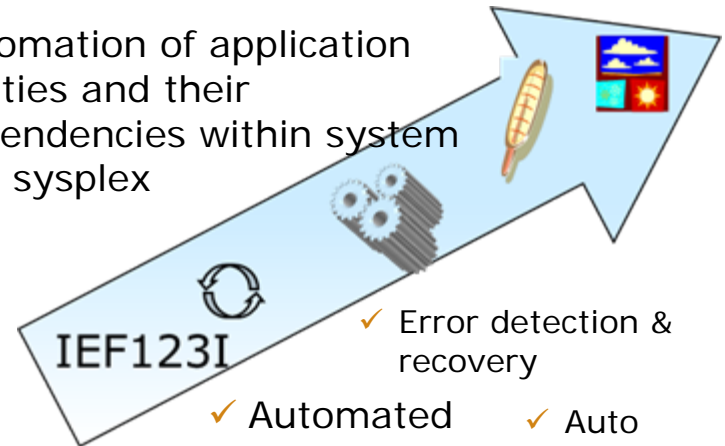 omation of application
ties and their
endencies within system
sysplex
IEF123I
✓ Error detection &
recovery
✓ Automated
✓ Auto